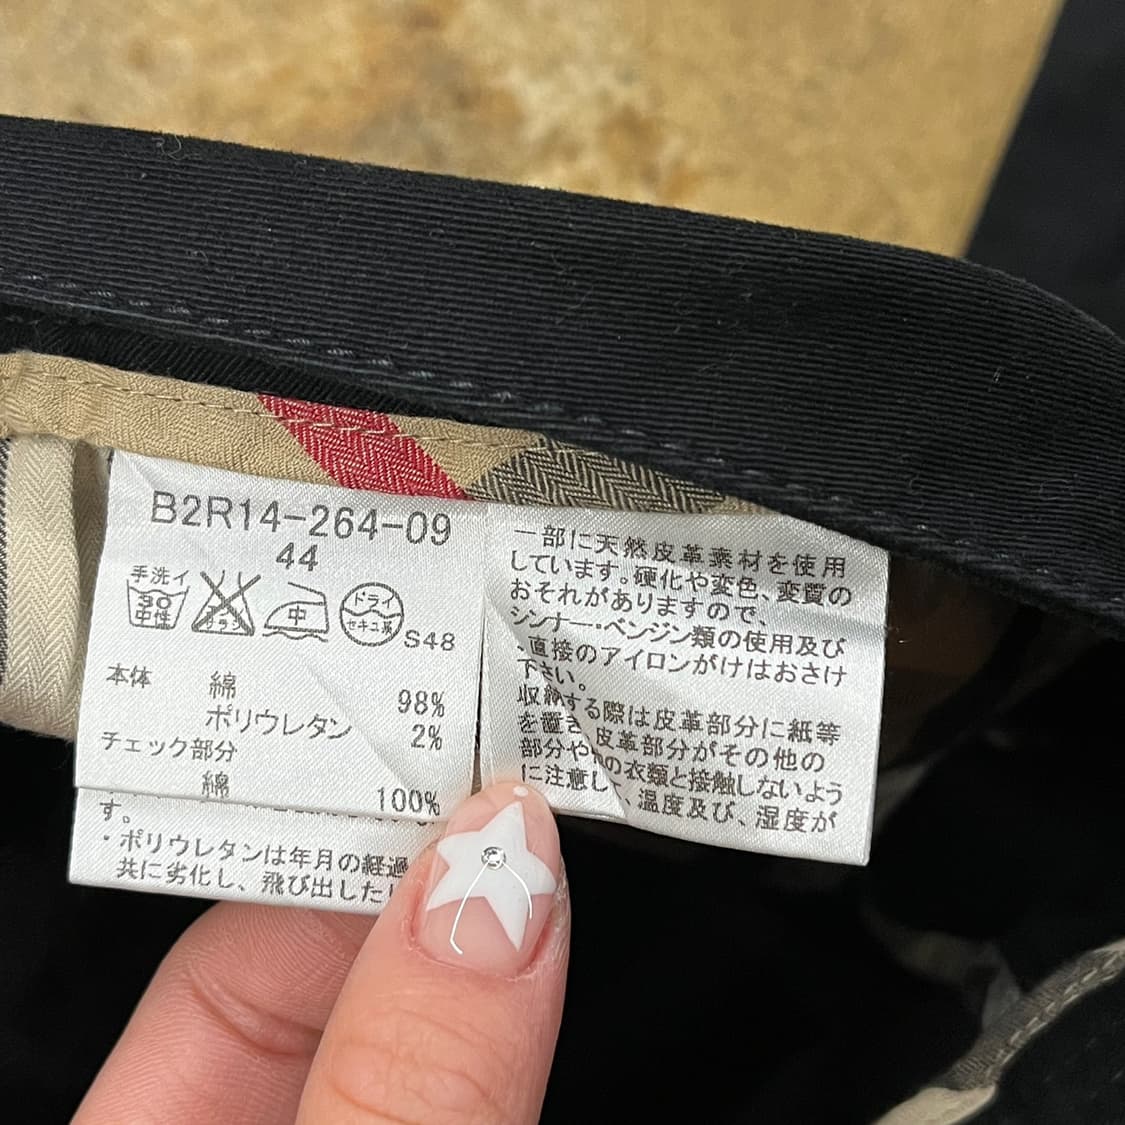 B2R14-264-09
44
手洗イ
30
中性
中
ドライ
セキユ系
S48
本体 綿 98%
ポリウレタン 2%
チェック部分
綿 100%
す。
・ポリウレタンは年月の経過
共に劣化し、飛び出したり
一部に天然皮革素材を使用
しています。硬化や変色、変質の
おそれがありますので、
シンナー・ベンジン類の使用及び
、直接のアイロンがけはおさけ
下さい。
収納する際は皮革部分に紙等
を置き、皮革部分がその他の
部分や の衣類と接触しないよう
に注意し 、温度及び、湿度が